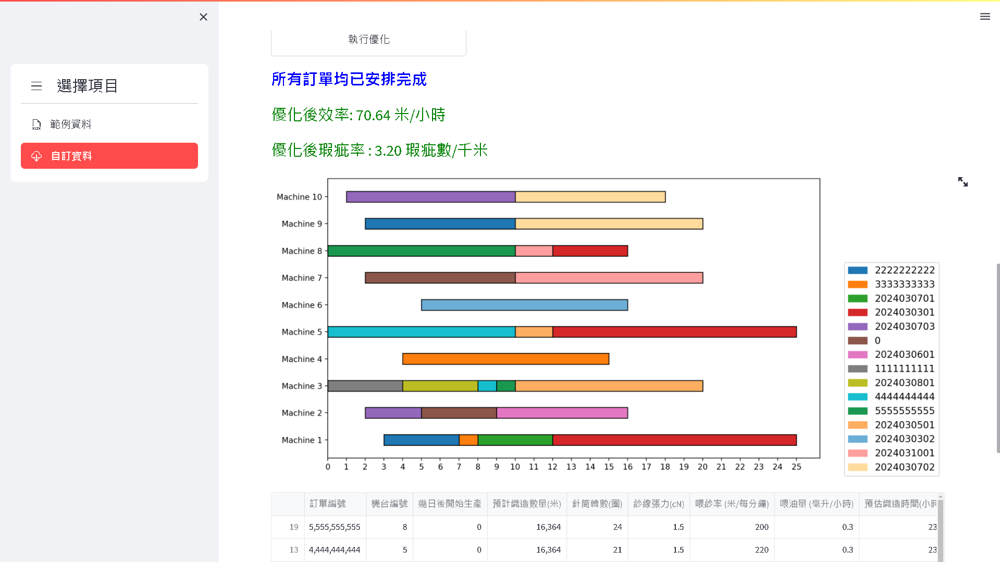 執行優化
選擇項目
範例資料
自訂資料
所有訂單均已安排完成
優化後效率: 70.64 米/小時
優化後瑕疵率 : 3.20 瑕疵數/千米
Machine 10
Machine 9
Machine 8
Machine 7
Machine 6
Machine 5
Machine 4
Machine 3
Machine 2
Machine 1
0 1 2 3 4 5 6 7 8 9 10 11 12 13 14 15 16 17 18 19 20 21 22 23 24 25
2222222222
3333333333
2024030701
2024030301
2024030703
0
2024030601
1111111111
2024030801
4444444444
5555555555
2024030501
2024030302
2024031001
2024030702
訂單編號 機台編號 幾日後開始生產 預計織造數量(米) 針筒轉數(圈) 紗線張力(cN) 喂紗率 (米/每分鐘) 喂油量 (毫升/小時) 預估織造時間(小時
19 5,555,555,555 8 0 16,364 24 1.5 200 0.3 23
13 4,444,444,444 5 0 16,364 21 1.5 220 0.3 23